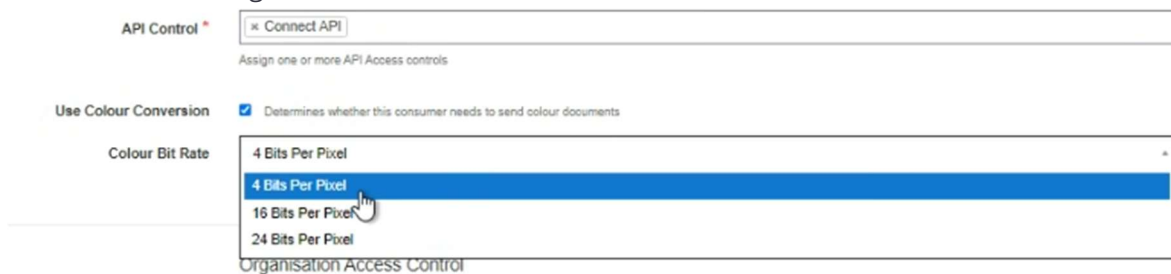 API Control *
× Connect API
Assign one or more API Access controls
Use Colour Conversion Determines whether this consumer needs to send colour documents
Colour Bit Rate 4 Bits Per Pixel
4 Bits Per Pixel
16 Bits Per Pixel
24 Bits Per Pixel
Organisation Access Control